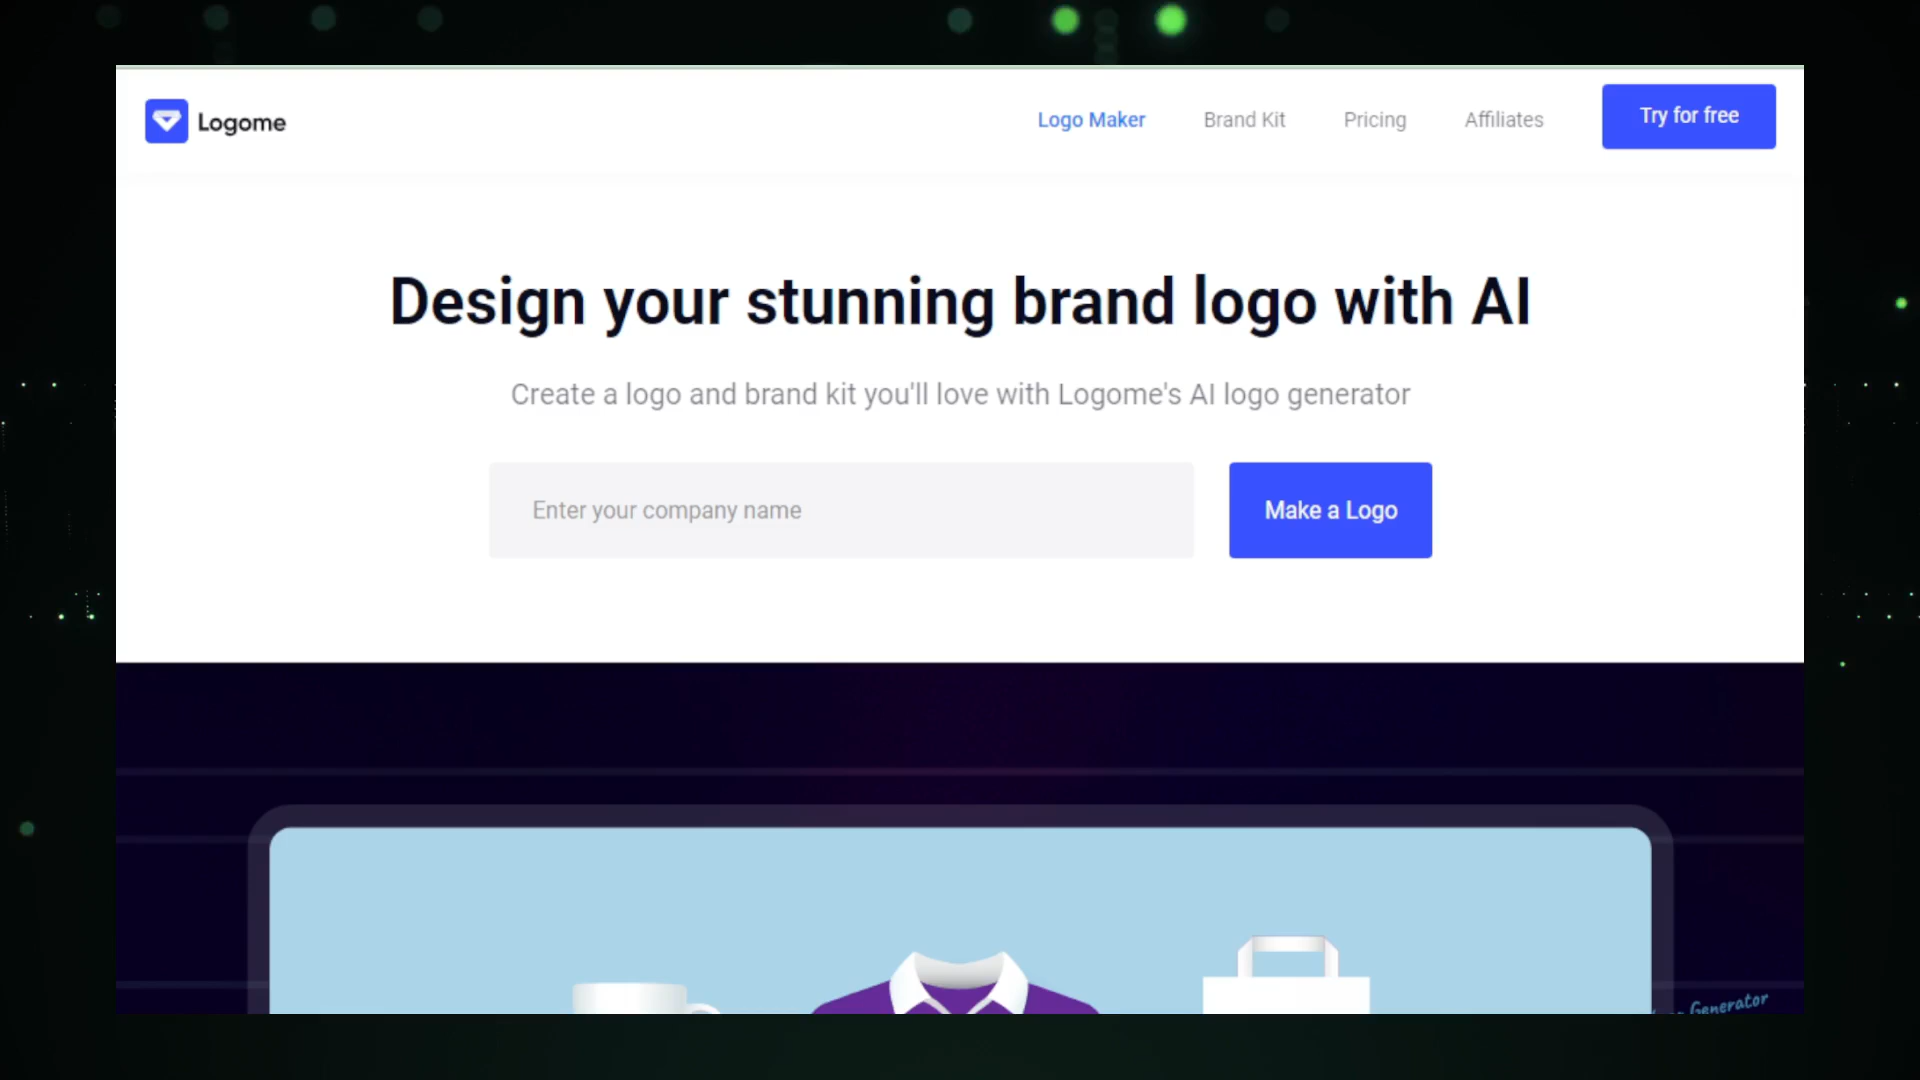 Logome
Logo Maker
Brand Kit
Pricing
Affiliates
Try for free
Design your stunning brand logo with AI
Create a logo and brand kit you'll love with Logome's AI logo generator
Enter your company name
Make a Logo
Generator